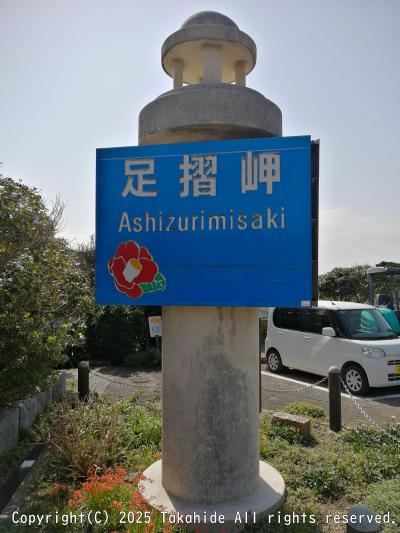 足摺岬
Ashizurimisaki
Copyright(C) 2025 Takahide All rights reserved.